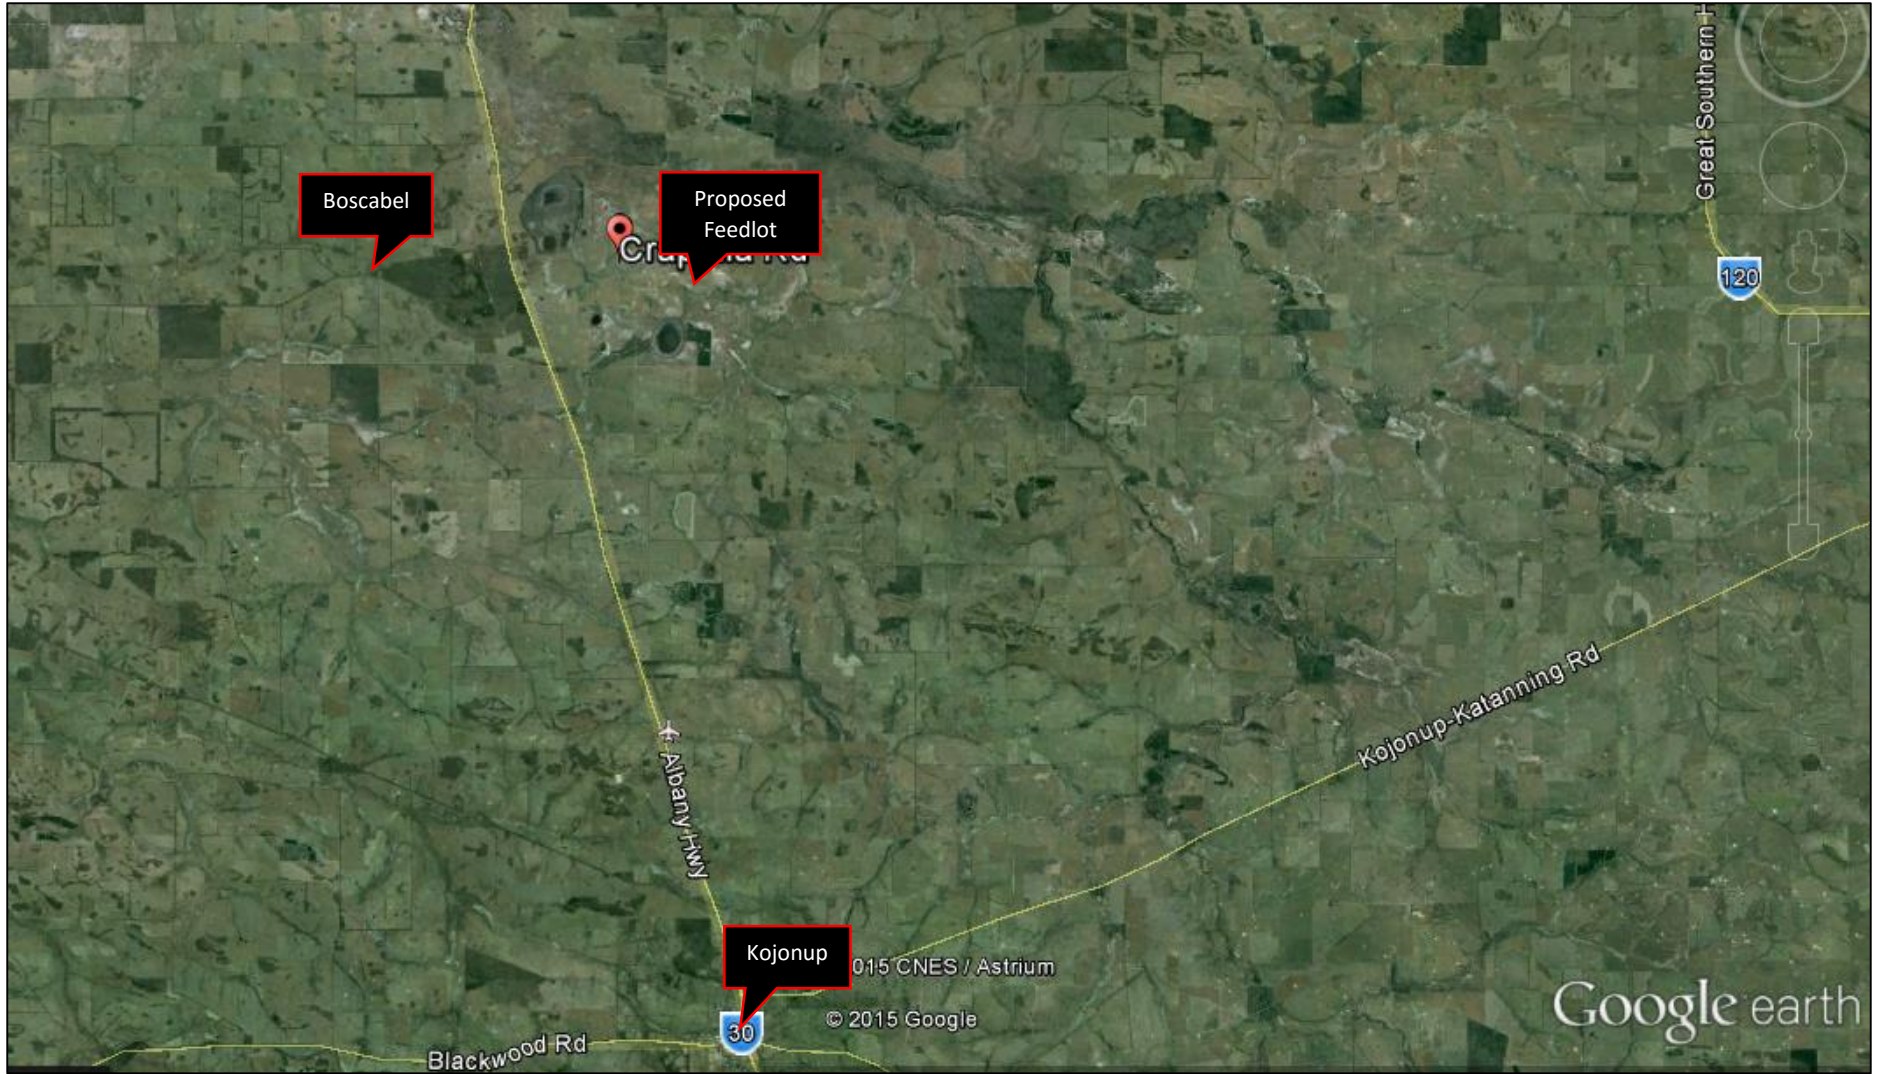 Great Southern H
Boscabel
Proposed
Feedlot
120
Kojonup-Katanning Rd
Albany Hwy
Kojonup
015 CNES / Astrium
© 2015 Google
30
Blackwood Rd
Google earth